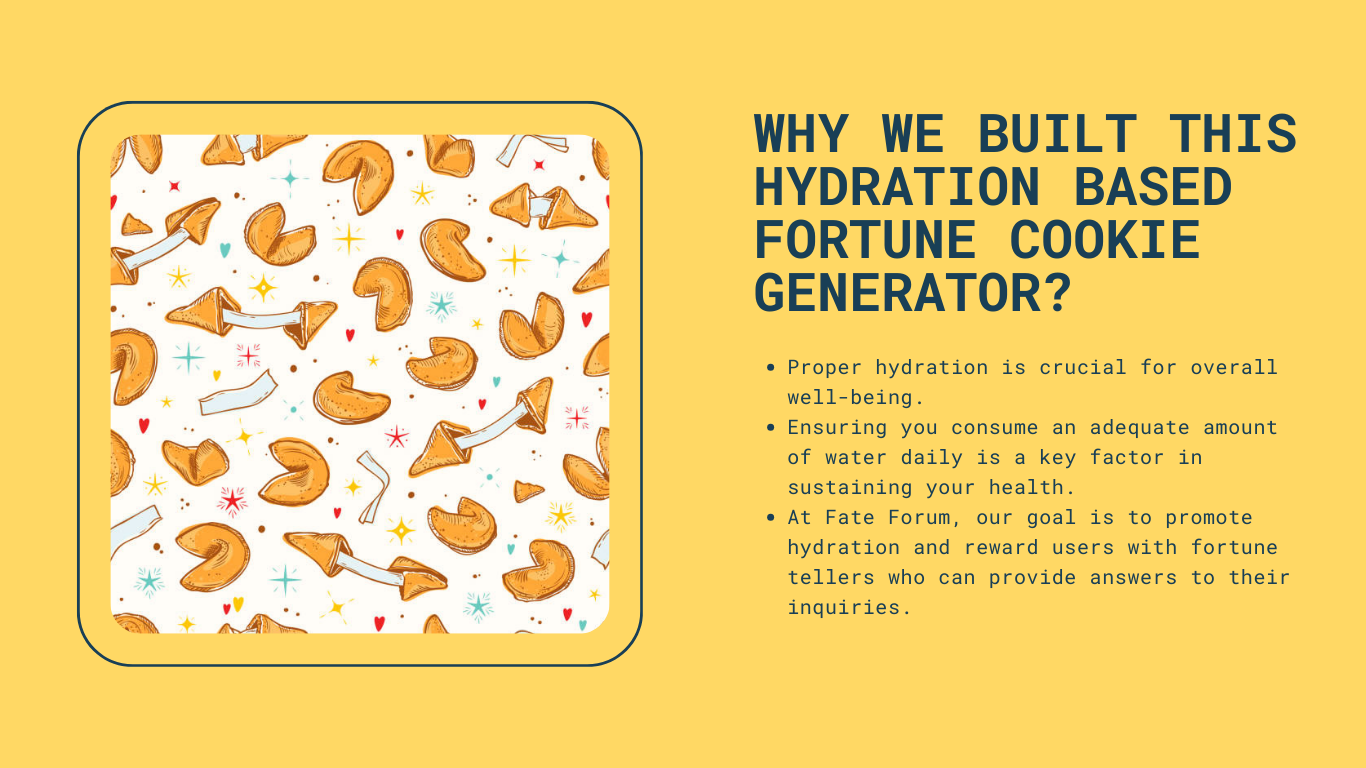 WHY WE BUILT THIS
HYDRATION BASED
FORTUNE COOKIE
GENERATOR?
• Proper hydration is crucial for overall
well-being.
• Ensuring you consume an adequate amount
of water daily is a key factor in
sustaining your health.
• At Fate Forum, our goal is to promote
hydration and reward users with fortune
tellers who can provide answers to their
inquiries.